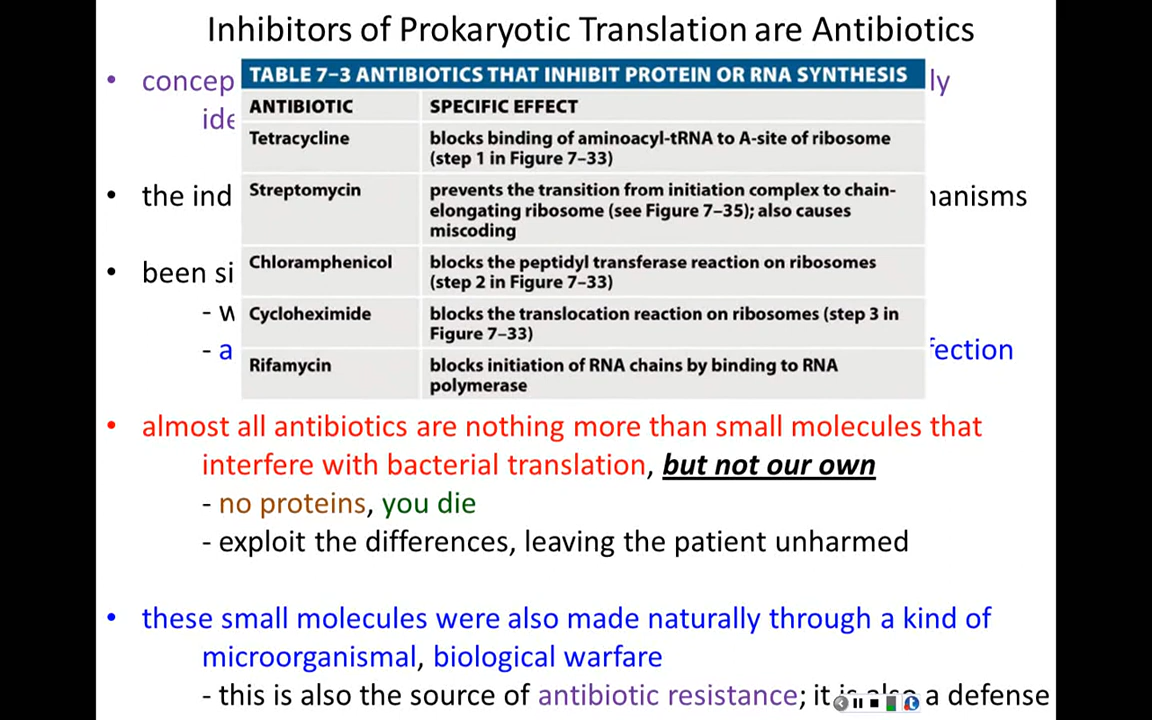 Inhibitors of Prokaryotic Translation are Antibiotics
• concep ly
ide
• the ind hanisms
• been si
- w
- a fection
TABLE 7–3 ANTIBIOTICS THAT INHIBIT PROTEIN OR RNA SYNTHESIS
ANTIBIOTIC SPECIFIC EFFECT
Tetracycline blocks binding of aminoacyl-tRNA to A-site of ribosome
(step 1 in Figure 7–33)
Streptomycin prevents the transition from initiation complex to chain-
elongating ribosome (see Figure 7–35); also causes
miscoding
Chloramphenicol blocks the peptidyl transferase reaction on ribosomes
(step 2 in Figure 7–33)
Cycloheximide blocks the translocation reaction on ribosomes (step 3 in
Figure 7–33)
Rifamycin blocks initiation of RNA chains by binding to RNA
polymerase
• almost all antibiotics are nothing more than small molecules that
interfere with bacterial translation, but not our own
- no proteins, you die
- exploit the differences, leaving the patient unharmed
• these small molecules were also made naturally through a kind of
microorganismal, biological warfare
- this is also the source of antibiotic resistance; it is also a defense